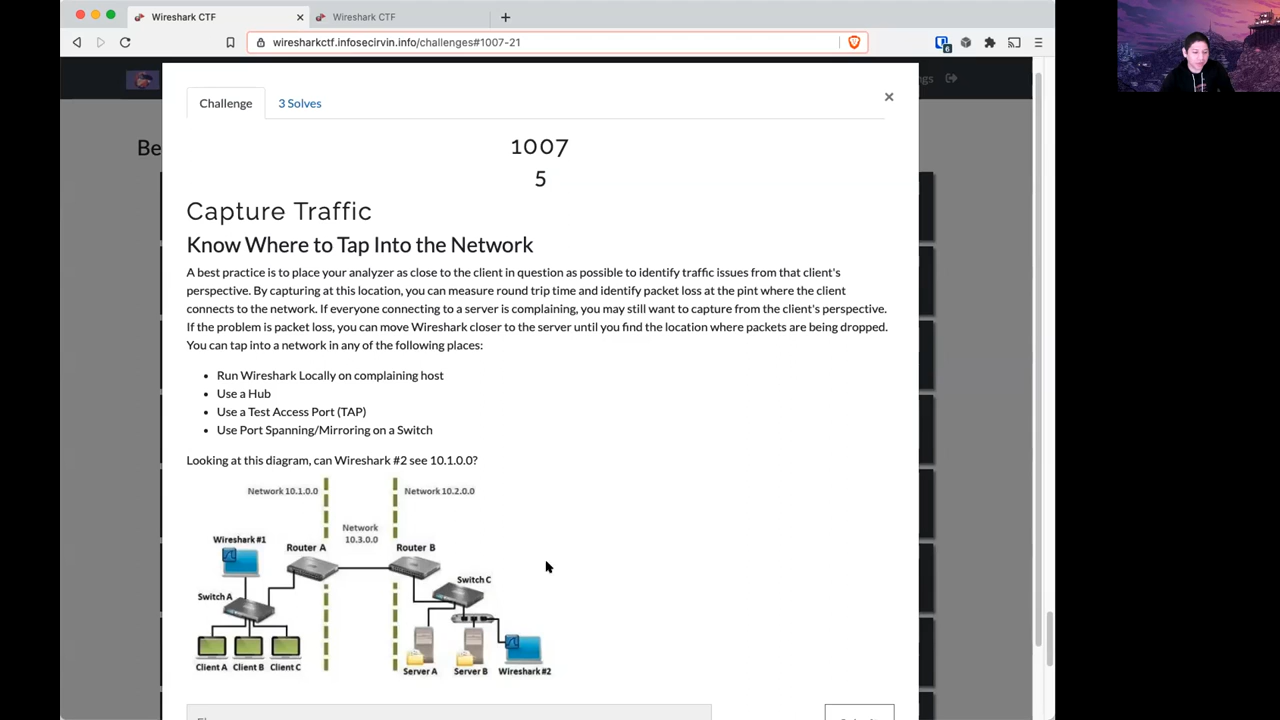 Wireshark CTF
Wireshark CTF
wiresharkctf.infosecirvin.info/challenges#1007-21
6
ngs
Be
Challenge
3 Solves
1007
5
Capture Traffic
Know Where to Tap Into the Network
A best practice is to place your analyzer as close to the client in question as possible to identify traffic issues from that client's
perspective. By capturing at this location, you can measure round trip time and identify packet loss at the pint where the client
connects to the network. If everyone connecting to a server is complaining, you may still want to capture from the client's perspective.
If the problem is packet loss, you can move Wireshark closer to the server until you find the location where packets are being dropped.
You can tap into a network in any of the following places:
Run Wireshark Locally on complaining host
Use a Hub
Use a Test Access Port (TAP)
Use Port Spanning/Mirroring on a Switch
Looking at this diagram, can Wireshark #2 see 10.1.0.0?
Network 10.1.0.0
Network 10.2.0.0
Network
10.3.0.0
Wireshark #1
Router A
Router B
Switch A
Switch C
Client A
Client B
Client C
Server A
Server B
Wireshark #2